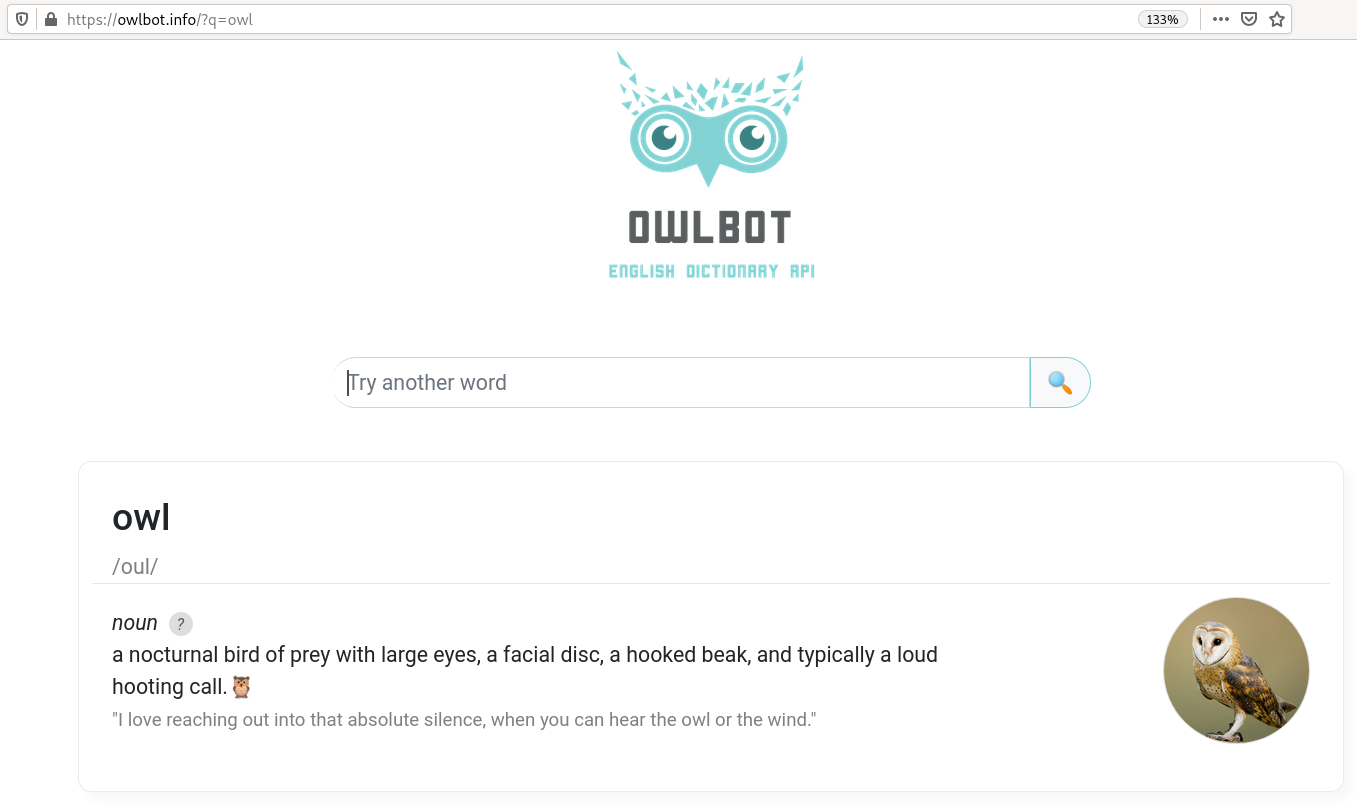 https://owlbot.info/?q=owl
133%
OWLBOT
ENGLISH DICTIONARY API
Try another word
owl
/oul/
noun ?
a nocturnal bird of prey with large eyes, a facial disc, a hooked beak, and typically a loud
hooting call.🦉
"I love reaching out into that absolute silence, when you can hear the owl or the wind."